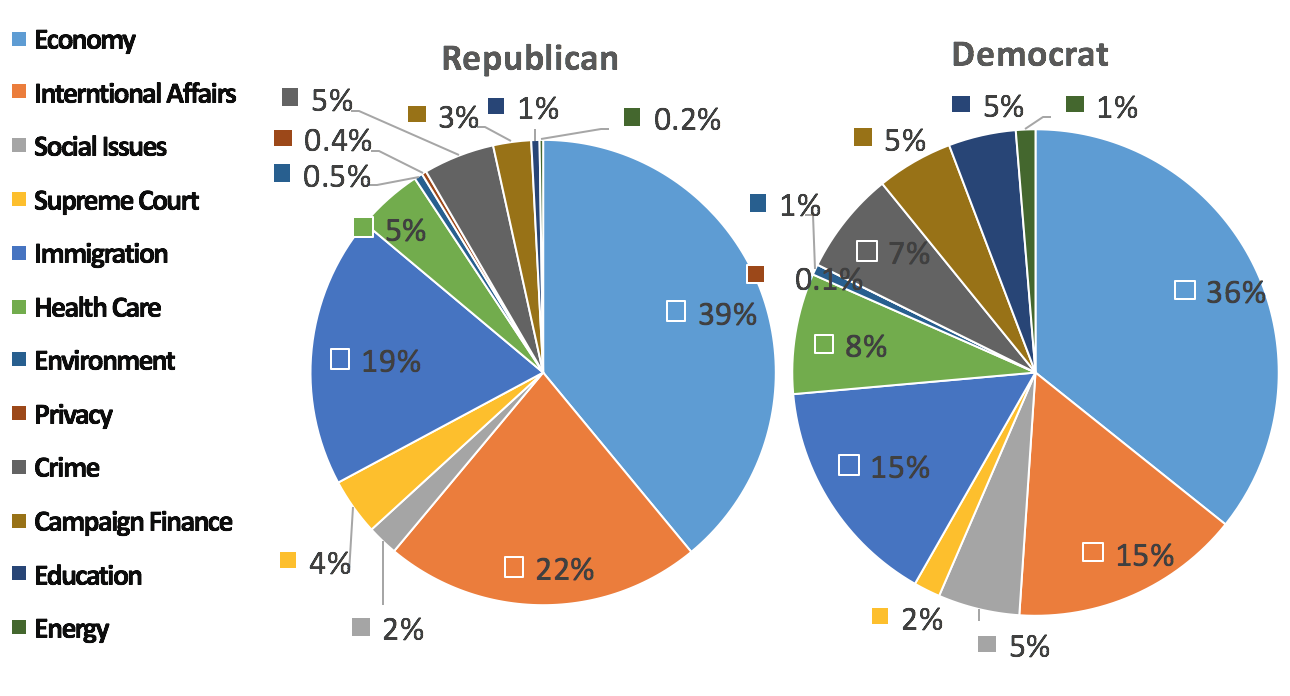 Economy
Interntional Affairs
Social Issues
Supreme Court
Immigration
Health Care
Environment
Privacy
Crime
Campaign Finance
Education
Energy
Republican
5%
3%
1%
0.2%
0.4%
0.5%
5%
39%
19%
22%
4%
2%
Democrat
5%
1%
5%
1%
7%
0.1%
36%
8%
15%
15%
2%
5%